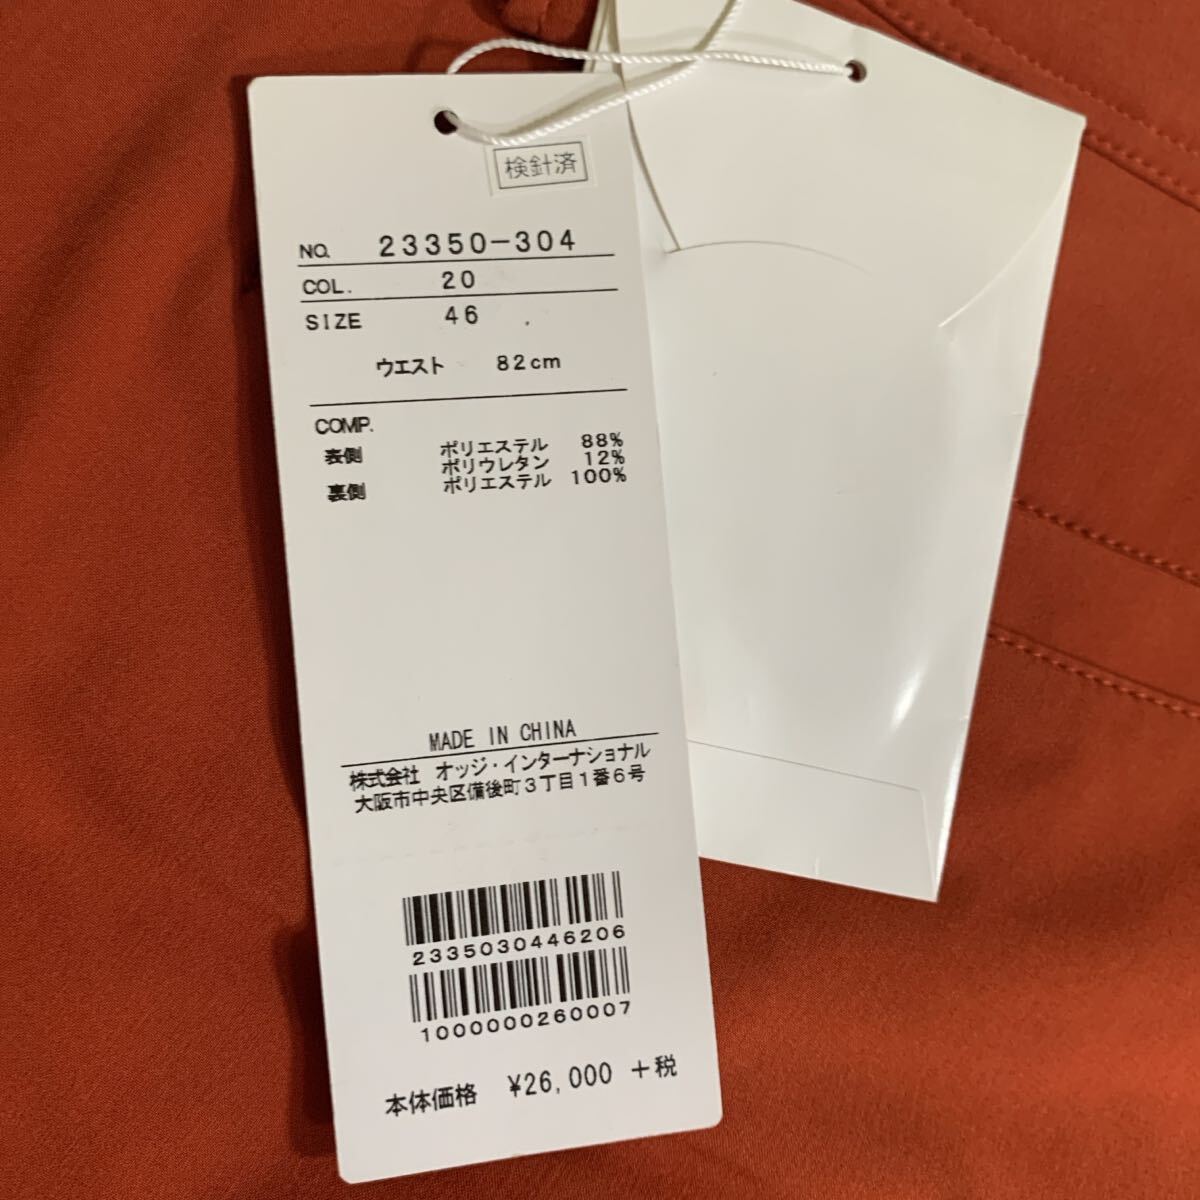 検針済
NO. 23350-304
COL. 20
SIZE 46
ウエスト 82cm
COMP.
表側 ポリエステル 88%
ポリウレタン 12%
裏側 ポリエステル 100%
MADE IN CHINA
株式会社 オッジ・インターナショナル
大阪市中央区備後町3丁目1番6号
2335030446206
1000000260007
本体価格 ¥26,000 +税